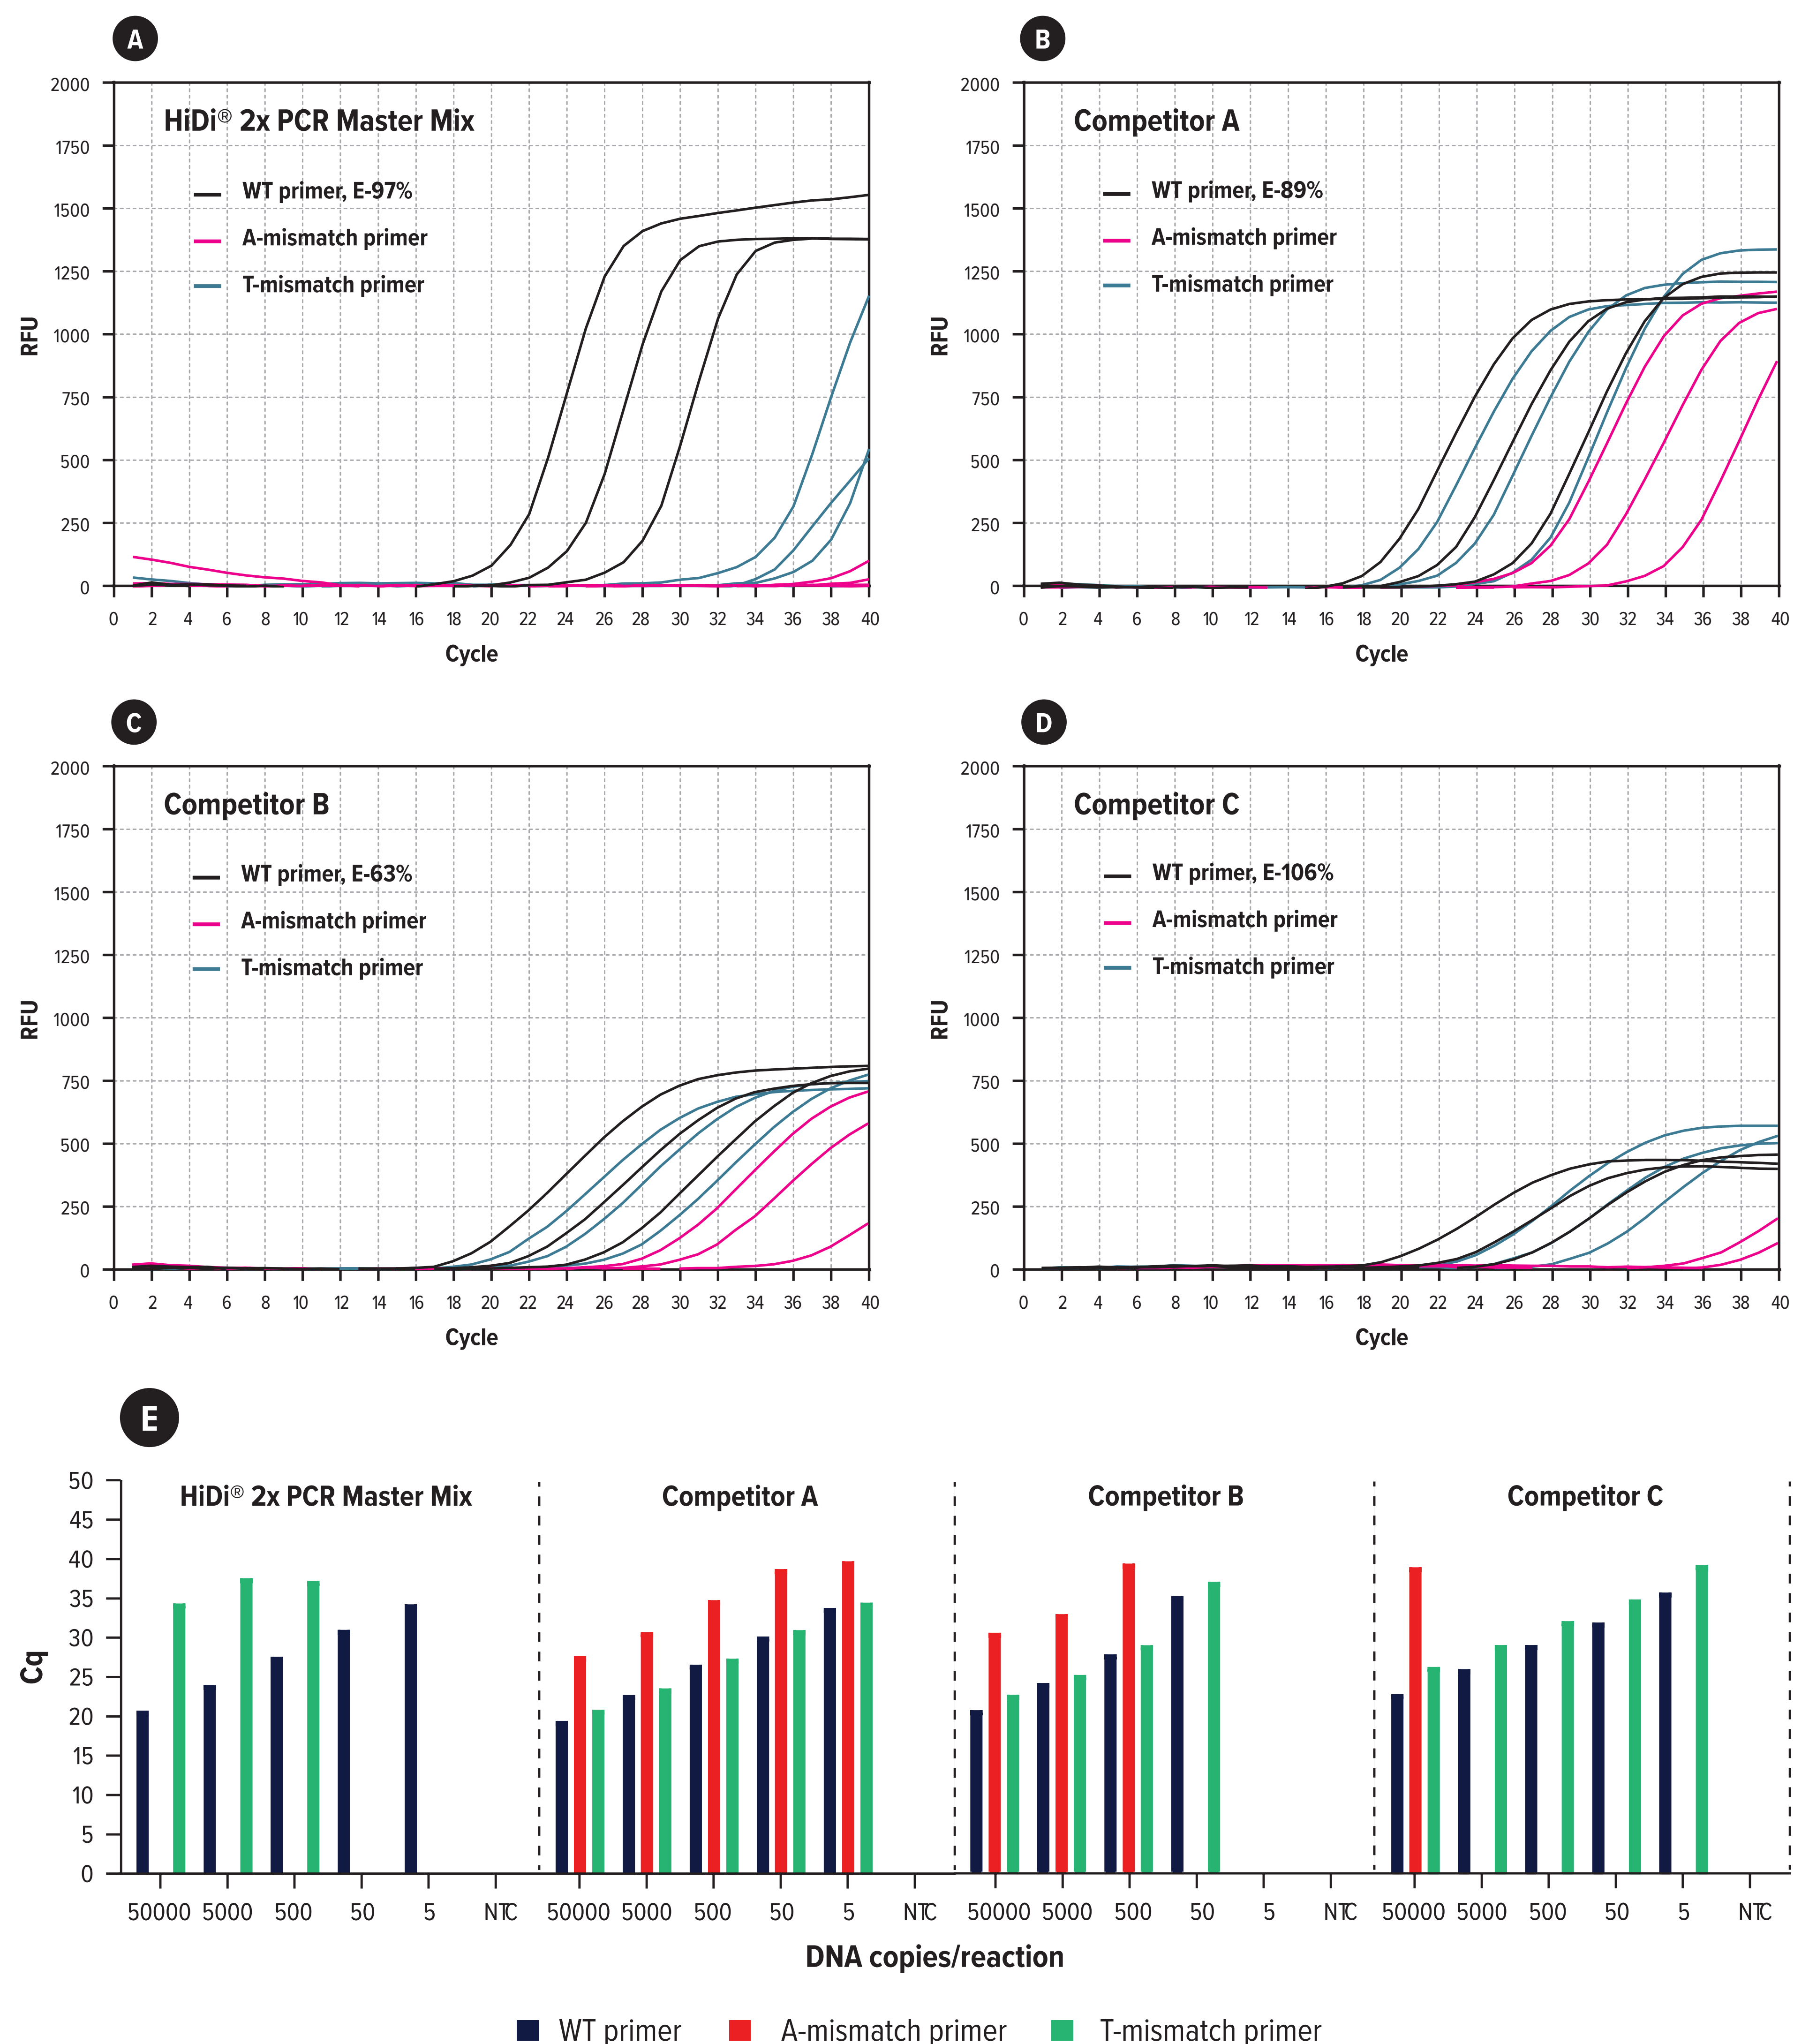 A
HiDi® 2x PCR Master Mix
WT primer, E-97%
A-mismatch primer
T-mismatch primer
RFU
2000
1750
1500
1250
1000
750
500
250
0
0 2 4 6 8 10 12 14 16 18 20 22 24 26 28 30 32 34 36 38 40
Cycle
B
Competitor A
WT primer, E-89%
A-mismatch primer
T-mismatch primer
RFU
2000
1750
1500
1250
1000
750
500
250
0
0 2 4 6 8 10 12 14 16 18 20 22 24 26 28 30 32 34 36 38 40
Cycle
C
Competitor B
WT primer, E-63%
A-mismatch primer
T-mismatch primer
RFU
2000
1750
1500
1250
1000
750
500
250
0
0 2 4 6 8 10 12 14 16 18 20 22 24 26 28 30 32 34 36 38 40
Cycle
D
Competitor C
WT primer, E-106%
A-mismatch primer
T-mismatch primer
RFU
2000
1750
1500
1250
1000
750
500
250
0
0 2 4 6 8 10 12 14 16 18 20 22 24 26 28 30 32 34 36 38 40
Cycle
E
HiDi® 2x PCR Master Mix Competitor A Competitor B Competitor C
Cq
50
45
40
35
30
25
20
15
10
5
0
50000 5000 500 50 5 NTC 50000 5000 500 50 5 NTC 50000 5000 500 50 5 NTC 50000 5000 500 50 5 NTC
DNA copies/reaction
WT primer A-mismatch primer T-mismatch primer